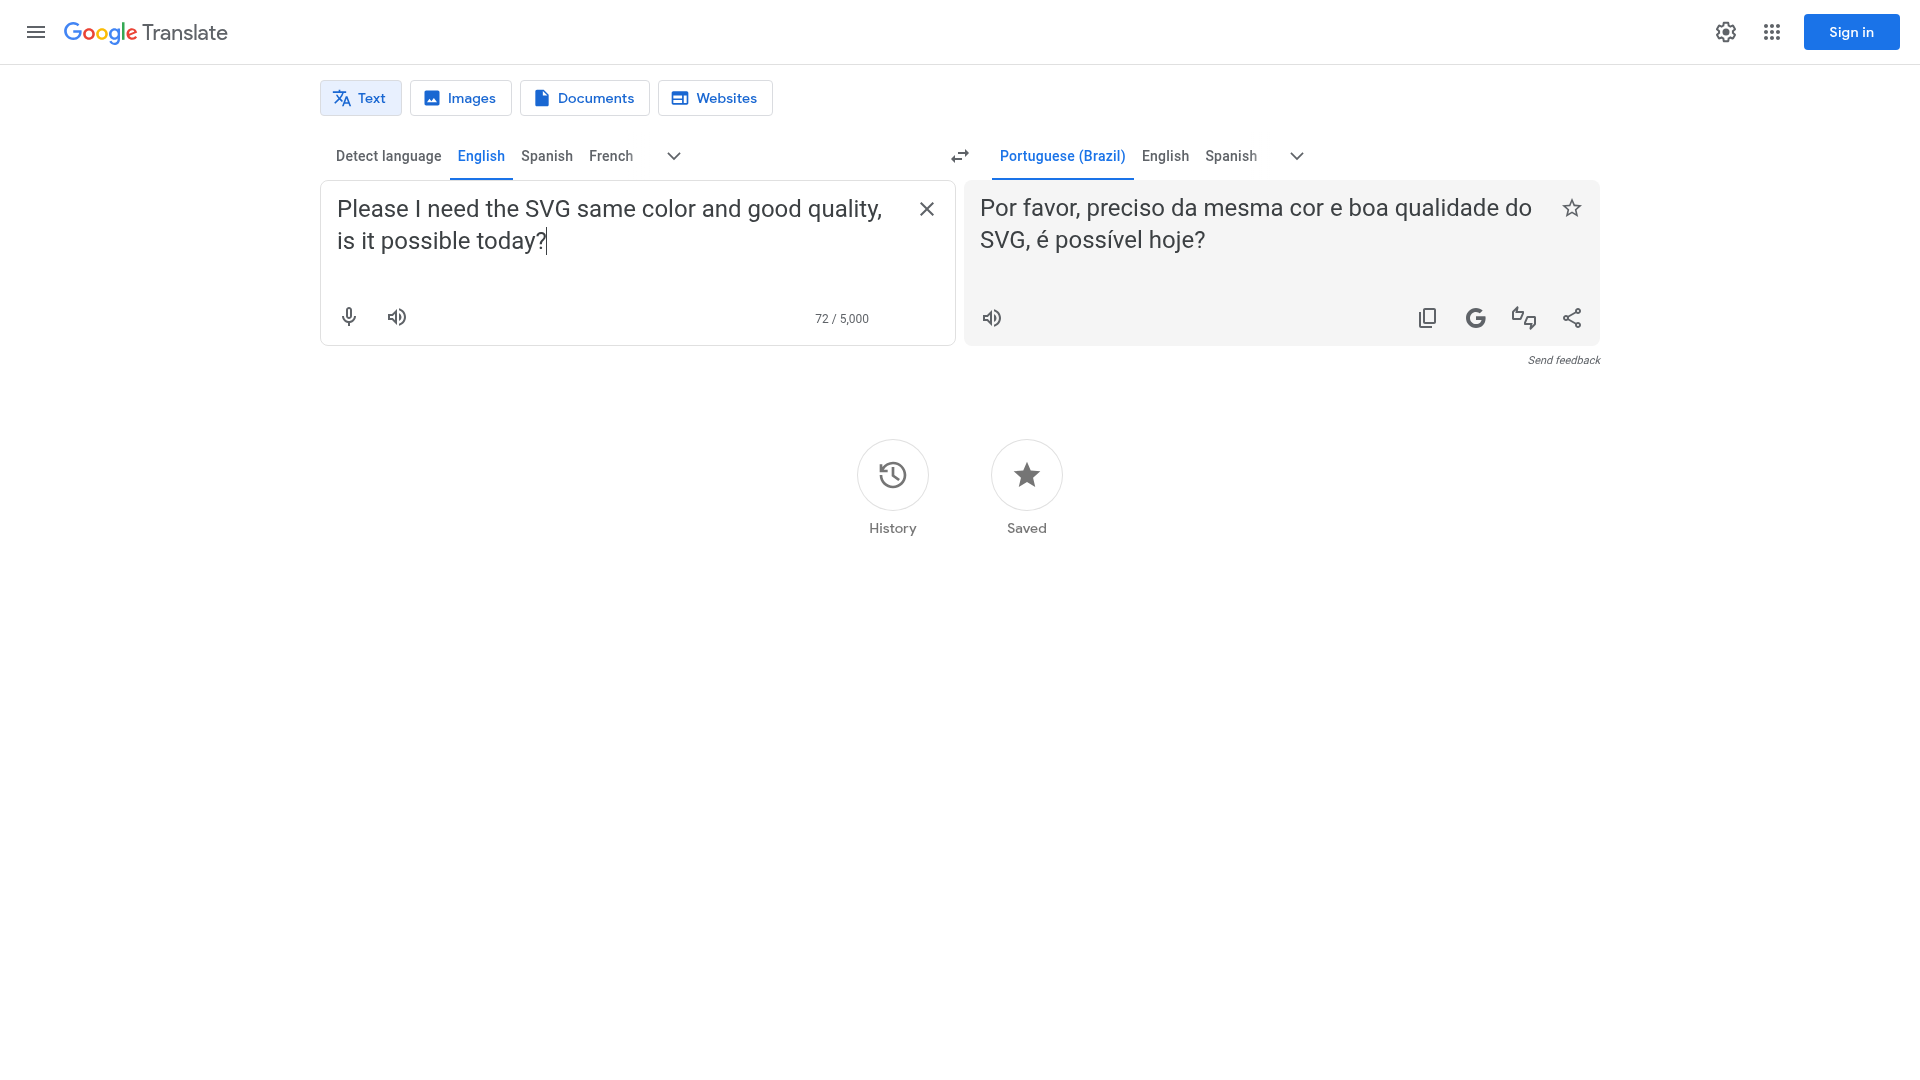 Google Translate
Sign in
Text
Images
Documents
Websites
Detect language
English
Spanish
French
Portuguese (Brazil)
English
Spanish
Please I need the SVG same color and good quality,
is it possible today?
72 / 5,000
Por favor, preciso da mesma cor e boa qualidade do
SVG, é possível hoje?
Send feedback
History
Saved